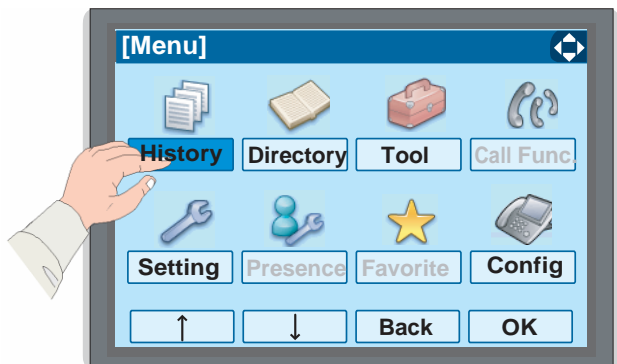 [Menu]
History Directory Tool Call Func.
Setting Presence Favorite Config
↑ ↓ Back OK